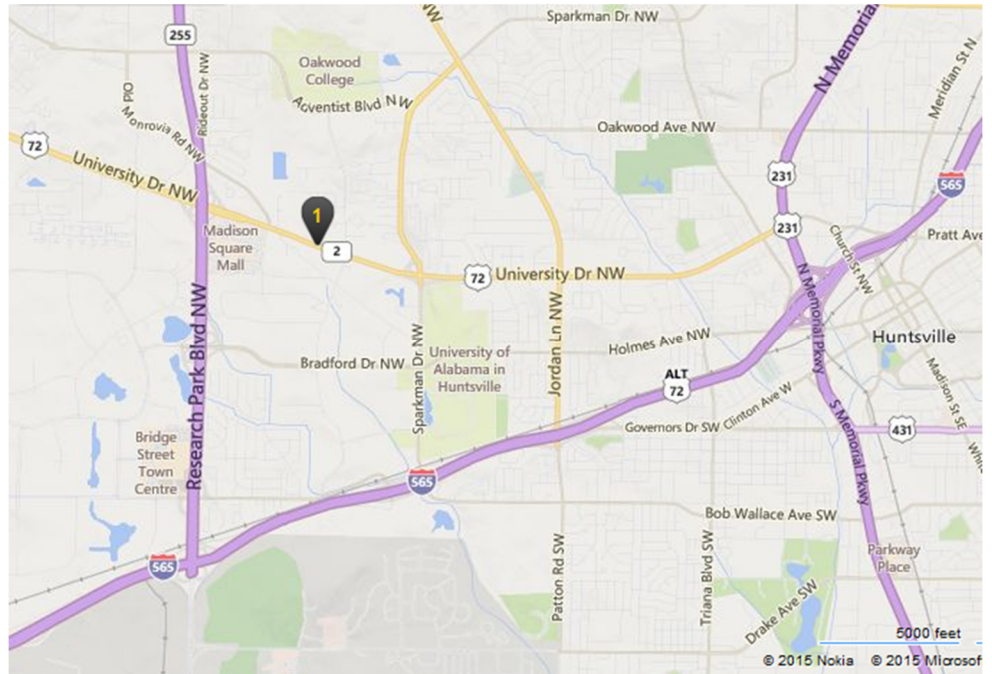 NW
Sparkman Dr NW
255
Oakwood
College
Rideout Dr NW
Old
Monrovia Rd NW
Adventist Blvd NW
N Memorial
Meridian St N
Oakwood Ave NW
72
University Dr NW
231
565
1
2
Madison
Square
Mall
231
Church St NW
Pratt Ave
72
University Dr NW
N Memorial Pkwy
Research Park Blvd NW
Jordan Ln NW
Holmes Ave NW
Huntsville
Sparkman Dr NW
Bradford Dr NW
University of
Alabama in
Huntsville
ALT
72
Madison St SE
Governors Dr SW
Clinton Ave W
431
S Memorial Pkwy
Bridge
Street
Town
Centre
565
Bob Wallace Ave SW
565
Patton Rd SW
Triana Blvd SW
Parkway
Place
Drake Ave SW
5000 feet
© 2015 Nokia © 2015 Microsof